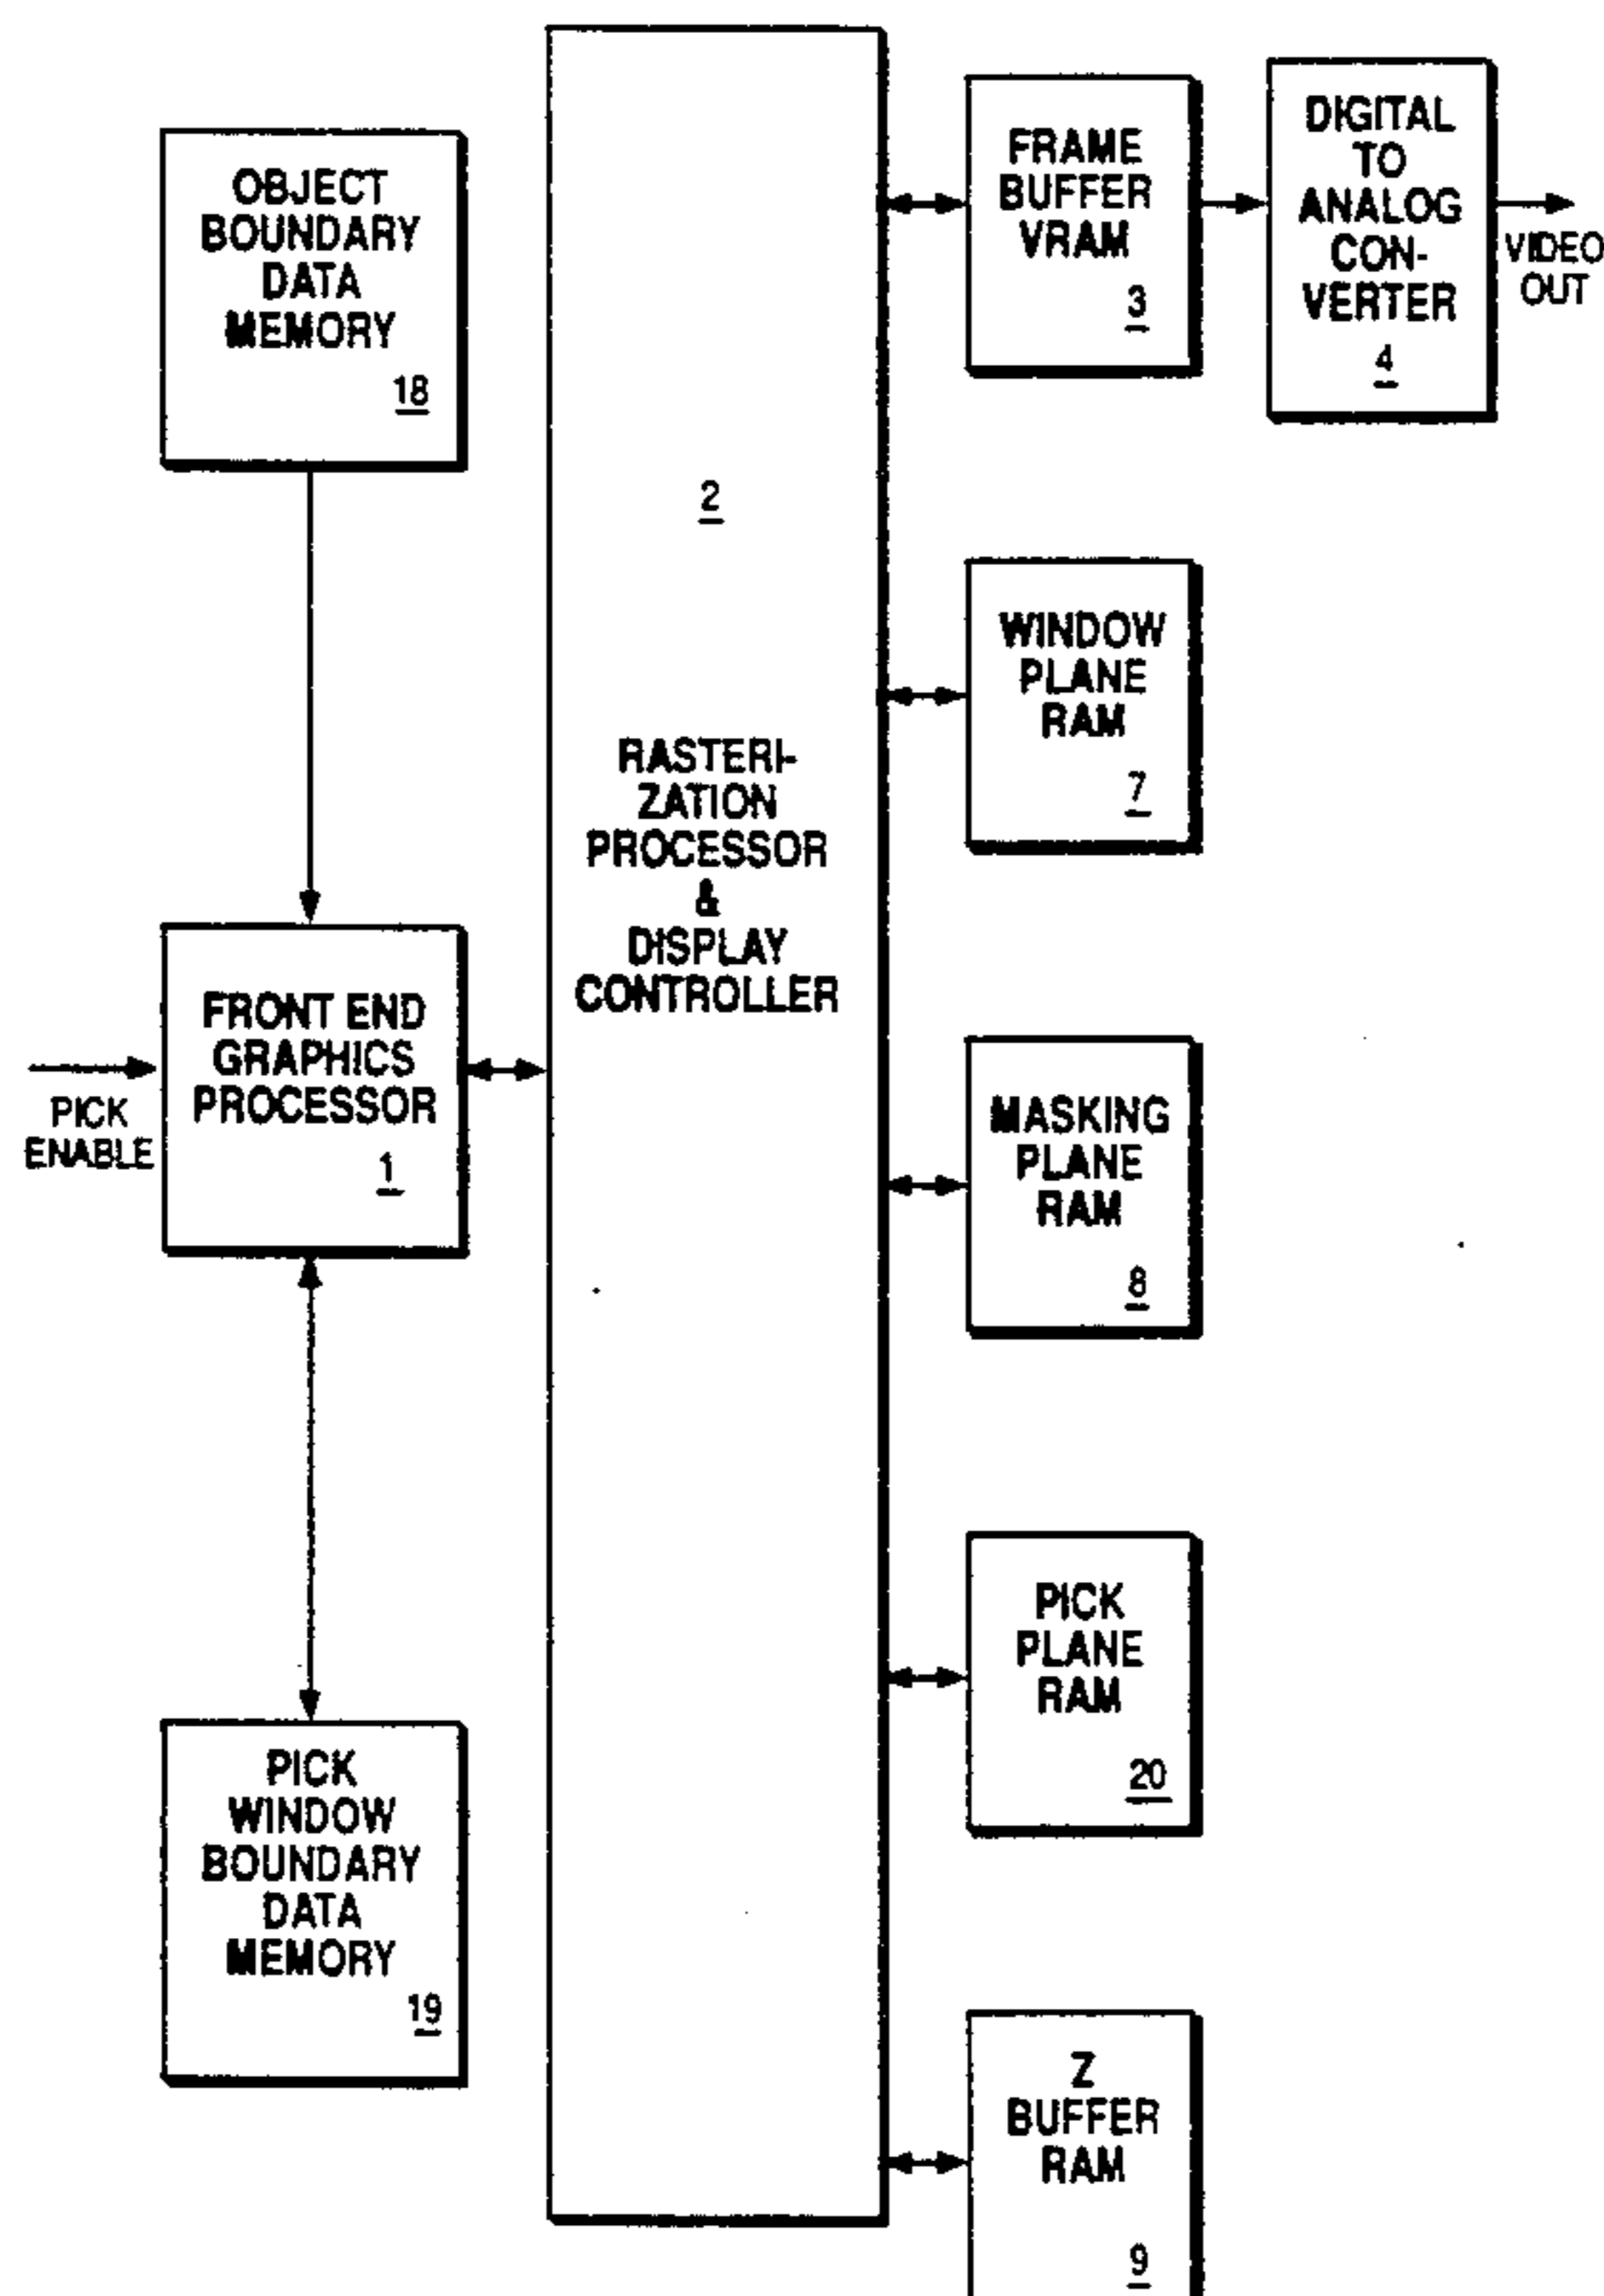 OBJECT
BOUNDARY
DATA
MEMORY
18
FRONT END
GRAPHICS
PROCESSOR
1
PICK
ENABLE
PICK
WINDOW
BOUNDARY
DATA
MEMORY
19
2
RASTERI-
ZATION
PROCESSOR
&
DISPLAY
CONTROLLER
FRAME
BUFFER
VRAM
3
DIGITAL
TO
ANALOG
CON-
VERTER
4
VIDEO
OUT
WINDOW
PLANE
RAM
7
MASKING
PLANE
RAM
8
PICK
PLANE
RAM
20
Z
BUFFER
RAM
9